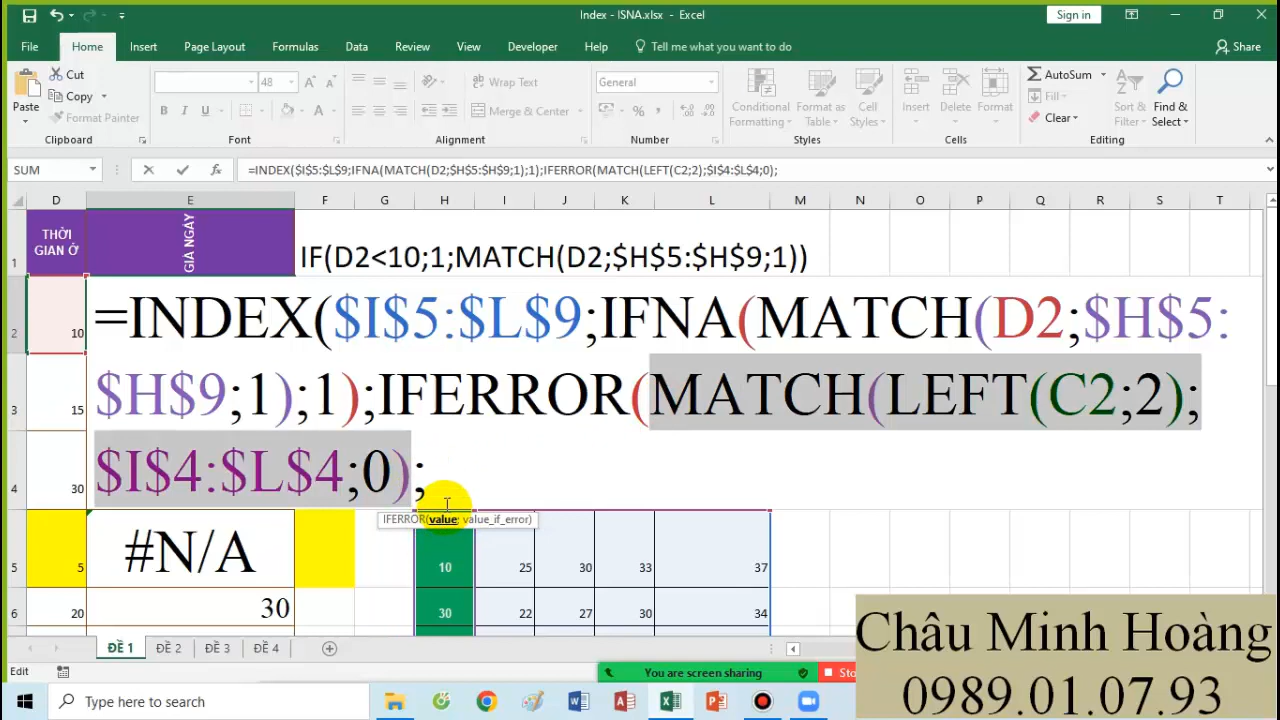 Index - ISNA.xlsx - Excel
Sign in
File Home Insert Page Layout Formulas Data Review View Developer Help Tell me what you want to do Share
Paste
Cut
Copy
Format Painter
48
Wrap Text
Merge & Center
General
Conditional Formatting
Format as Table
Cell Styles
Insert Delete Format
AutoSum
Fill
Clear
Sort & Filter
Find & Select
Clipboard Font Alignment Number Styles Cells Editing
SUM
=INDEX($I$5:$L$9;IFNA(MATCH(D2;$H$5:$H$9;1);1);IFERROR(MATCH(LEFT(C2;2);$I$4:$L$4;0);
D E F G H I J K L M N O P Q R S T
1 THỜI GIAN Ở GIÁ NGÀY IF(D2<10;1;MATCH(D2;$H$5:$H$9;1))
2 10
=INDEX($I$5:$L$9;IFNA(MATCH(D2;$H$5:
3 15
$H$9;1);1);IFERROR(MATCH(LEFT(C2;2);
4 30
$I$4:$L$4;0);
IFERROR(value; value_if_error)
5 5 #N/A 10 25 30 33 37
6 20 30 30 22 27 30 34
ĐỀ 1 ĐỀ 2 ĐỀ 3 ĐỀ 4
Edit
You are screen sharing
Sto
Type here to search
Châu Minh Hoàng
0989.01.07.93